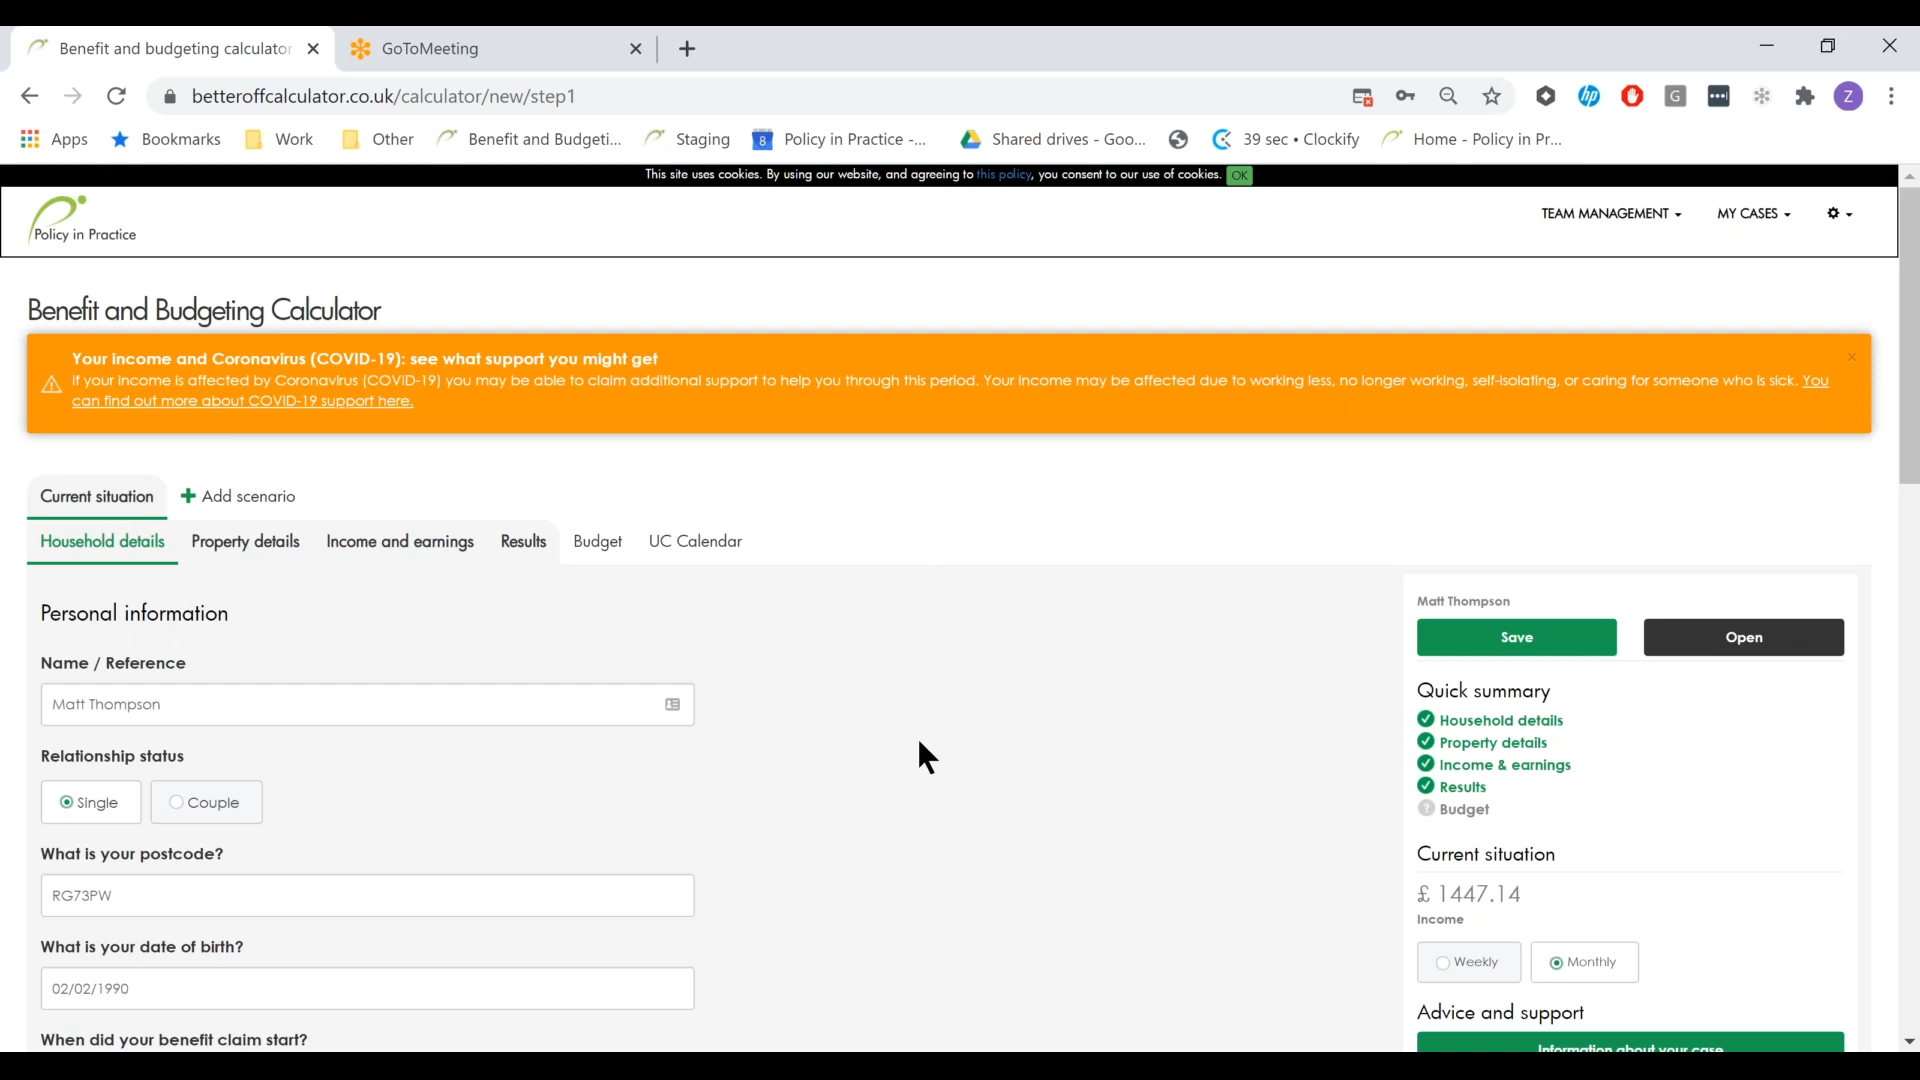 Benefit and budgeting calculator
GoToMeeting
betteroffcalculator.co.uk/calculator/new/step1
Apps
Bookmarks
Work
Other
Benefit and Budgeti...
Staging
8
Policy in Practice -...
Shared drives - Goo...
39 sec • Clockify
Home - Policy in Pr...
hp
G
Z
This site uses cookies. By using our website, and agreeing to this policy, you consent to our use of cookies. OK
Policy in Practice
TEAM MANAGEMENT
MY CASES
Benefit and Budgeting Calculator
Your income and Coronavirus (COVID-19): see what support you might get
If your income is affected by Coronavirus (COVID-19) you may be able to claim additional support to help you through this period. Your income may be affected due to working less, no longer working, self-isolating, or caring for someone who is sick. You
can find out more about COVID-19 support here.
Current situation
Add scenario
Household details
Property details
Income and earnings
Results
Budget
UC Calendar
Personal information
Name / Reference
Matt Thompson
Relationship status
Single
Couple
What is your postcode?
RG73PW
What is your date of birth?
02/02/1990
When did your benefit claim start?
Matt Thompson
Save
Open
Quick summary
Household details
Property details
Income & earnings
Results
Budget
Current situation
£ 1447.14
Income
Weekly
Monthly
Advice and support
Information about your case